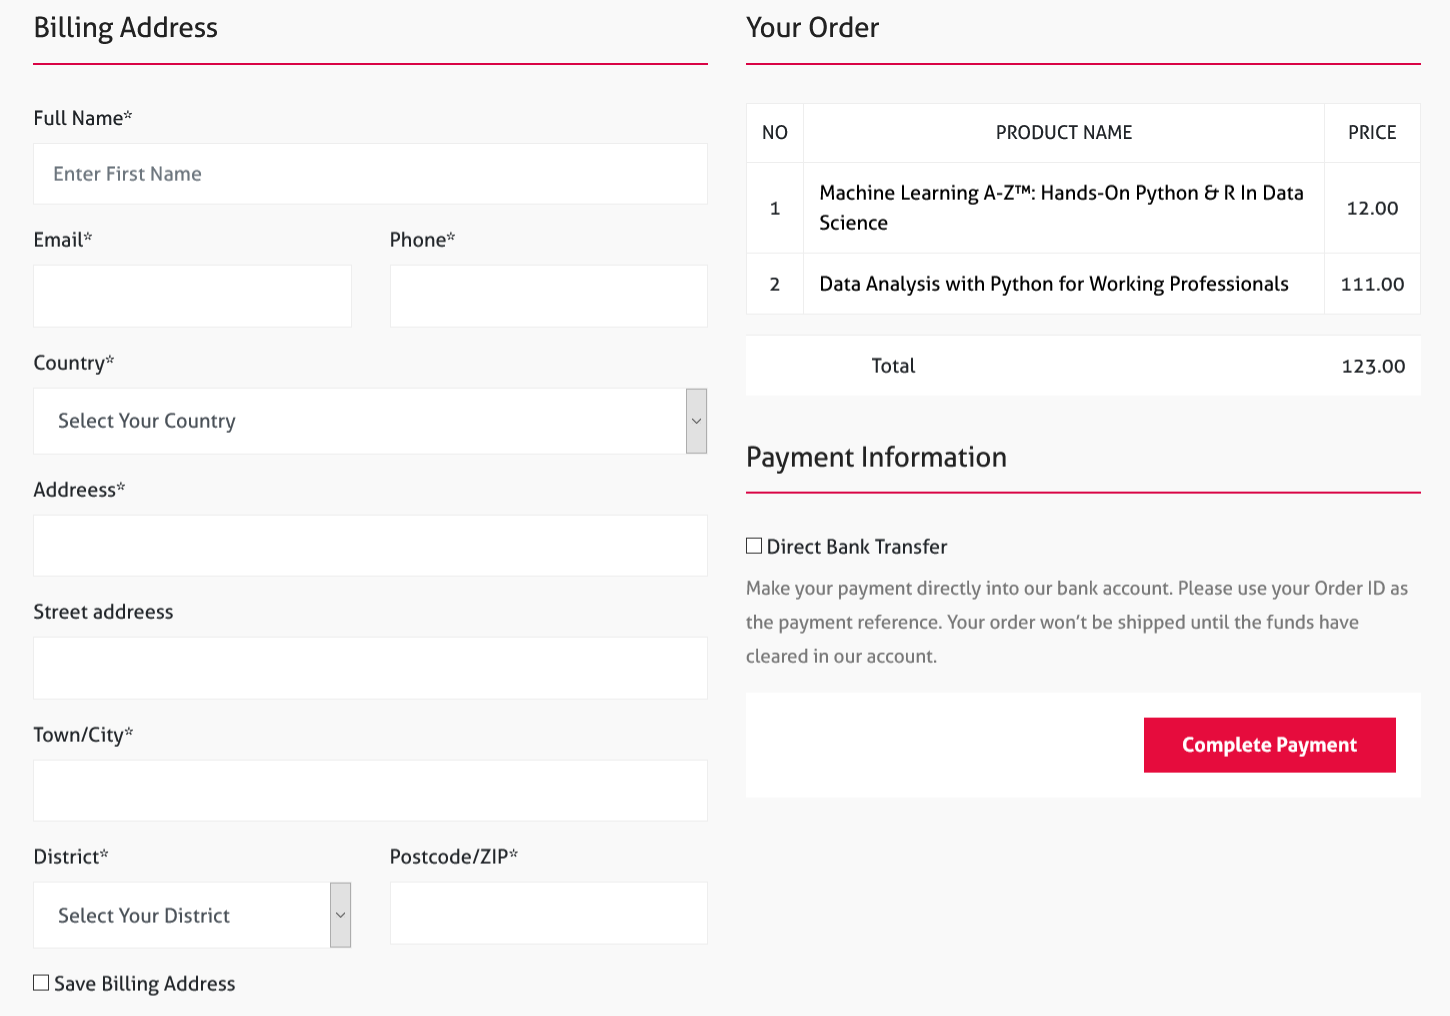 Billing Address
Full Name*
Enter First Name
Email*
Phone*
Country*
Select Your Country
Addreess*
Street addreess
Town/City*
District*
Postcode/ZIP*
Select Your District
Save Billing Address
Your Order
NO PRODUCT NAME PRICE
1 Machine Learning A-Z™: Hands-On Python & R In Data
Science 12.00
2 Data Analysis with Python for Working Professionals 111.00
Total 123.00
Payment Information
Direct Bank Transfer
Make your payment directly into our bank account. Please use your Order ID as
the payment reference. Your order won’t be shipped until the funds have
cleared in our account.
Complete Payment